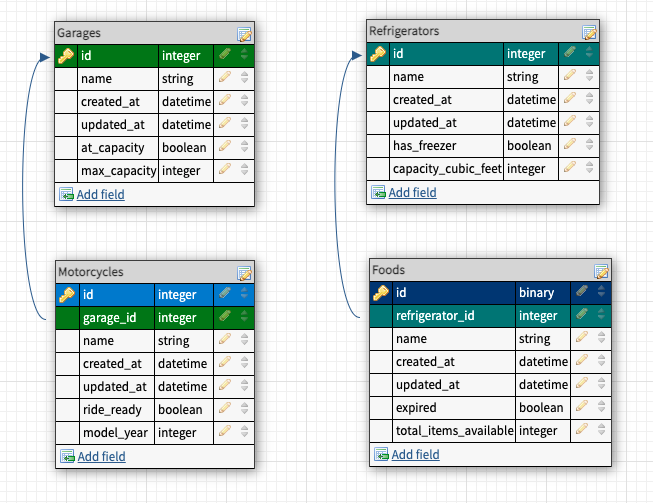 Garages
id integer
name string
created_at datetime
updated_at datetime
at_capacity boolean
max_capacity integer
Add field
Refrigerators
id integer
name string
created_at datetime
updated_at datetime
has_freezer boolean
capacity_cubic_feet integer
Add field
Motorcycles
id integer
garage_id integer
name string
created_at datetime
updated_at datetime
ride_ready boolean
model_year integer
Add field
Foods
id binary
refrigerator_id integer
name string
created_at datetime
updated_at datetime
expired boolean
total_items_available integer
Add field